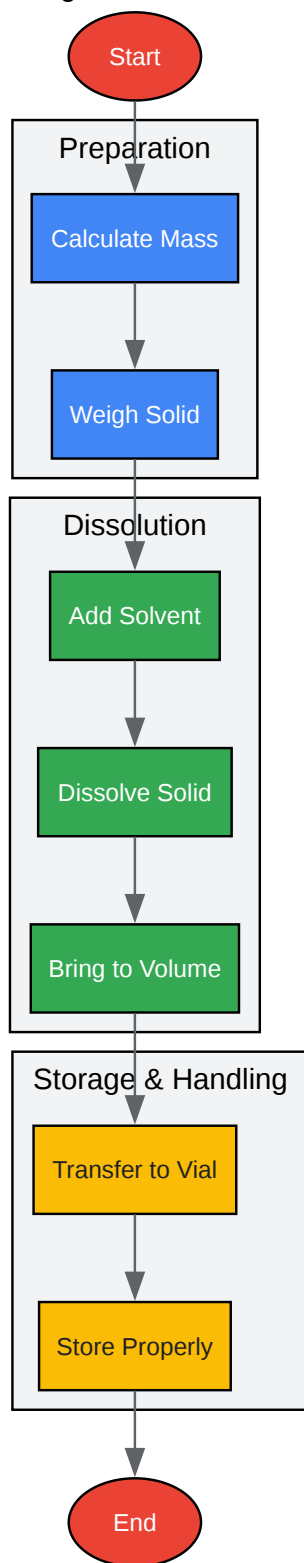 Start
Preparation
Calculate Mass
Weigh Solid
Dissolution
Add Solvent
Dissolve Solid
Bring to Volume
Storage & Handling
Transfer to Vial
Store Properly
End